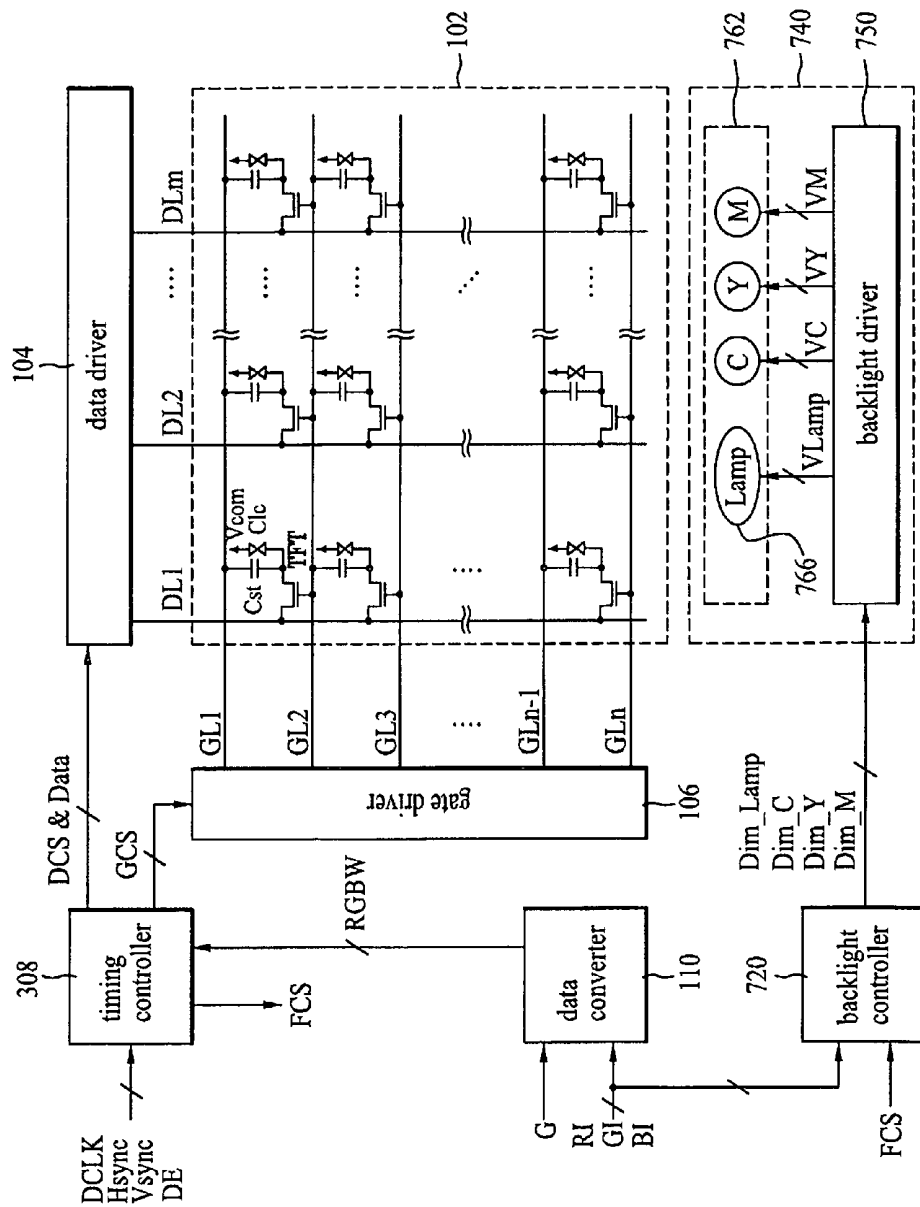 DCLK
Hsync
Vsync
DE
308
timing
controller
DCS & Data
GCS
FCS
104
data driver
DL1
DL2
....
DLm
102
GL1
GL2
GL3
....
GLn-1
GLn
gate driver
106
Vcom
Clc
Cst
TFT
....
....
....
....
....
RGBW
G
RI
GI
BI
data
converter
110
720
backlight
controller
FCS
Dim_Lamp
Dim_C
Dim_Y
Dim_M
Lamp
C
Y
M
766
762
VLamp
VC
VY
VM
740
backlight driver
750